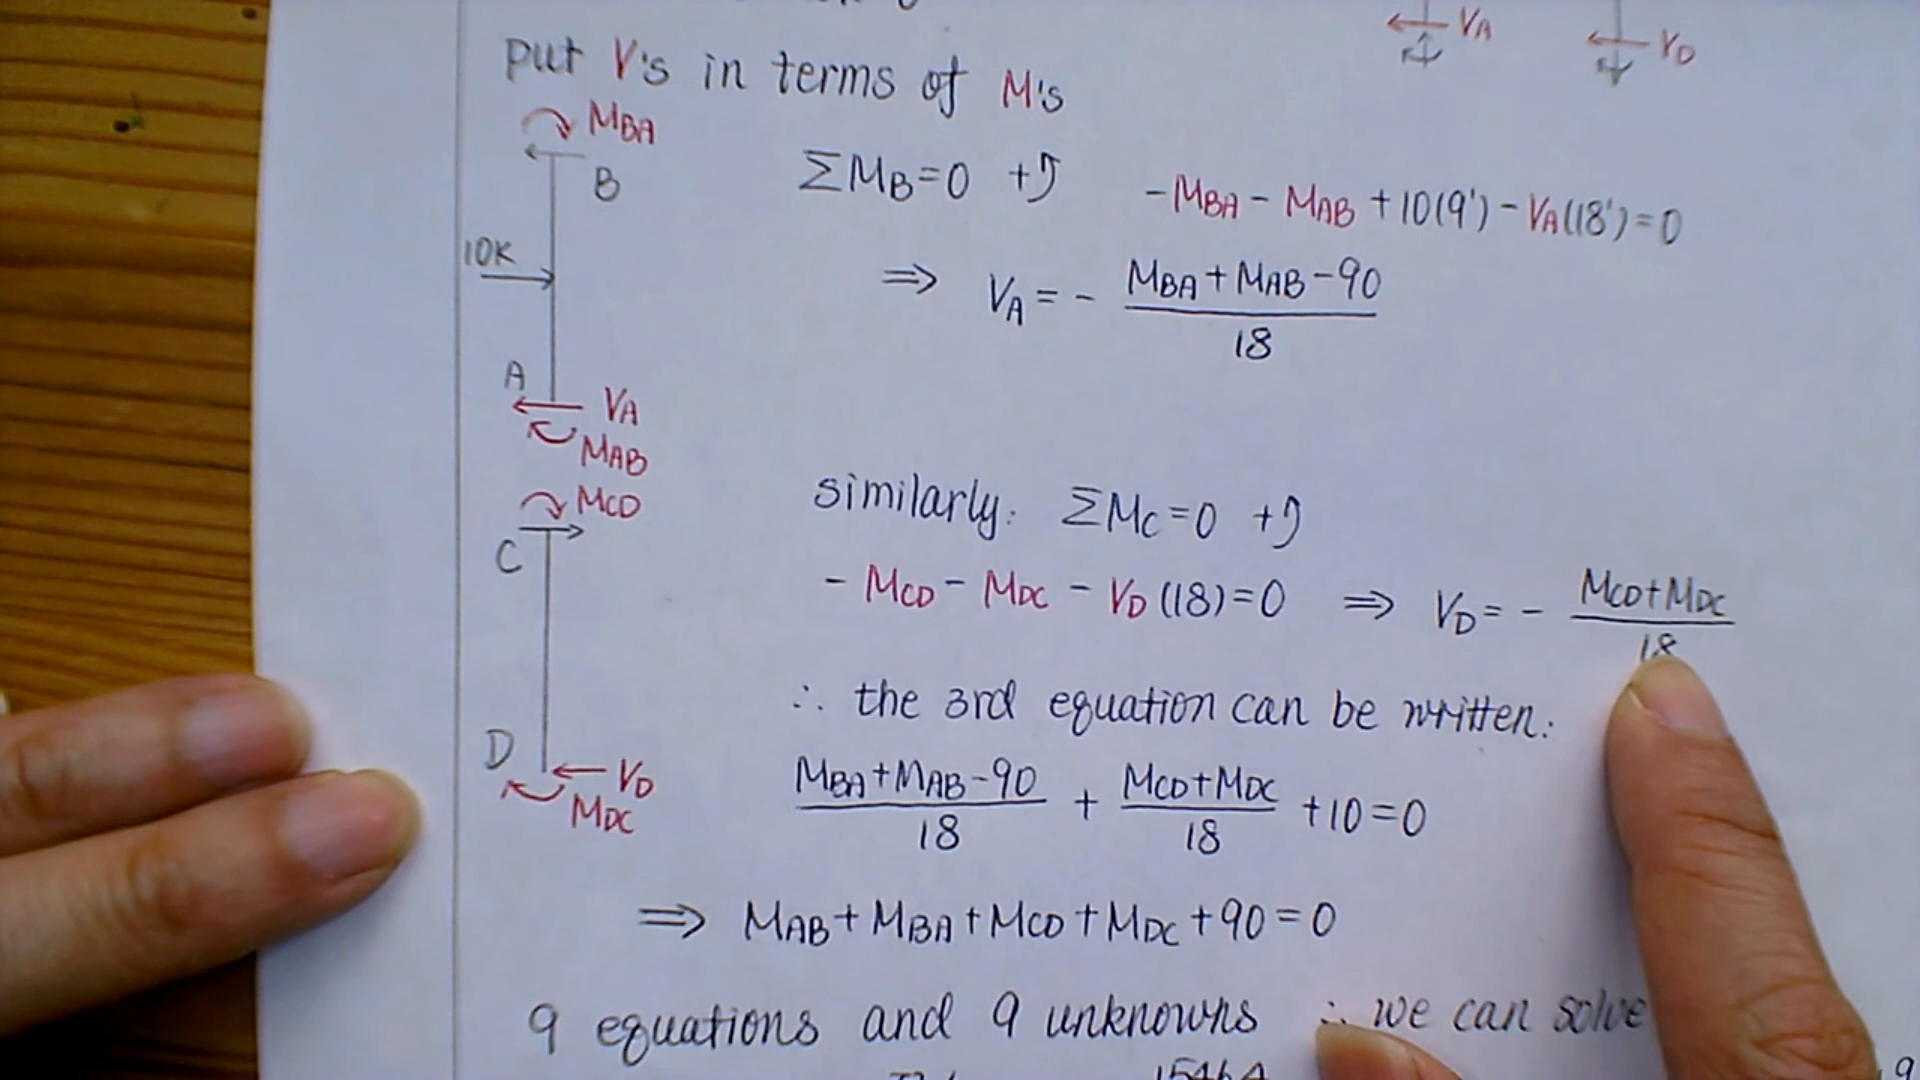 VA VD
put V's in terms of M's
MBA
B
10K
A
VA
MAB
ΣMB=0 +↺ -MBA - MAB + 10(9') - VA(18') = 0
⇒ VA = - (MBA + MAB - 90) / 18
MCD
C
D
VD
MDC
similarly: ΣMC=0 +↺
- MCD - MDC - VD (18) = 0 ⇒ VD = - (MCD+MDC) / 18
∴ the 3rd equation can be written:
(MBA + MAB - 90) / 18 + (MCD+MDC) / 18 + 10 = 0
⇒ MAB + MBA + MCD + MDC + 90 = 0
9 equations and 9 unknowns ∴ we can solve